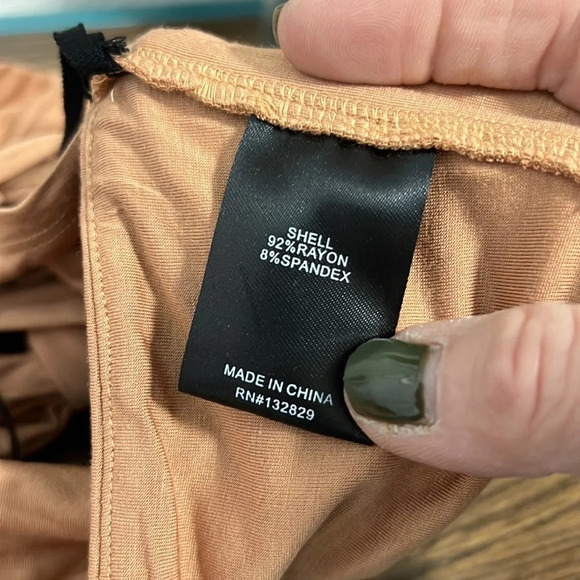 SHELL
92%RAYON
8%SPANDEX
MADE IN CHINA
RN#132829